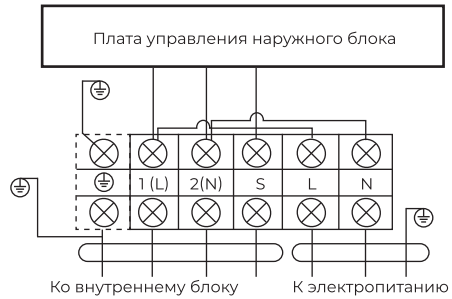 Плата управления наружного блока
1 (L) 2(N) S L N
Ко внутреннему блоку К электропитанию